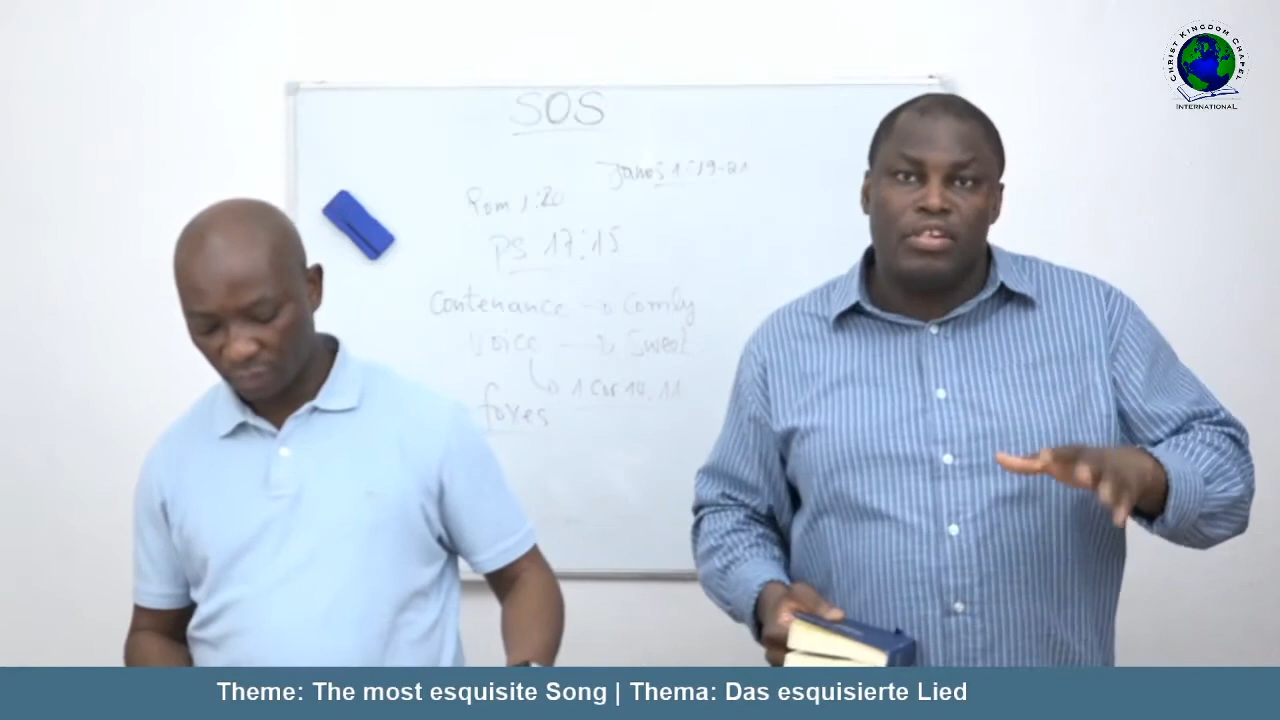 CHRIST KINGDOM CHAPEL
INTERNATIONAL
SOS
James 1:19-21
Rom 1:20
PS 17:15
Contenance → Comly
Voice → Sweet
1 Cor 14, 11
foxes
Theme: The most esquisite Song | Thema: Das esquisierte Lied